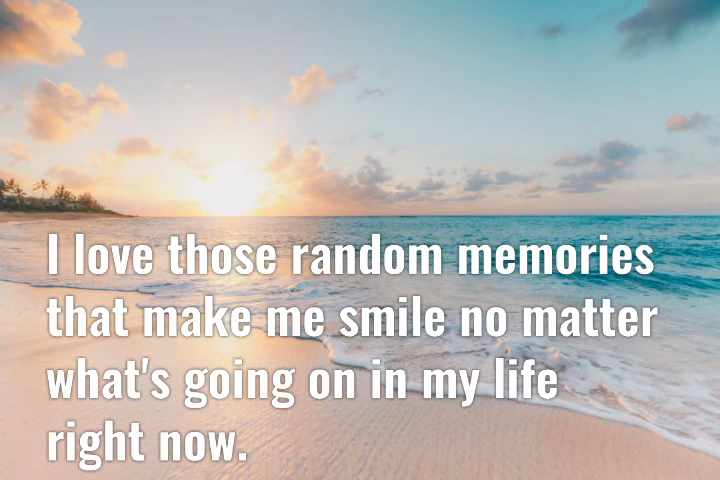 I love those random memories
that make me smile no matter
what's going on in my life
right now.